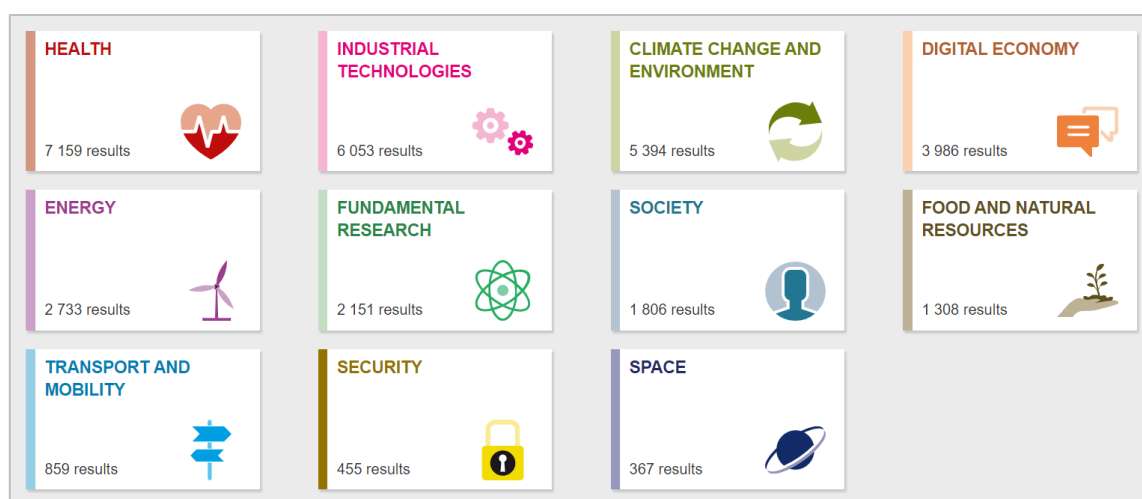 HEALTH
7 159 results
INDUSTRIAL
TECHNOLOGIES
6 053 results
CLIMATE CHANGE AND
ENVIRONMENT
5 394 results
DIGITAL ECONOMY
3 986 results
ENERGY
2 733 results
FUNDAMENTAL
RESEARCH
2 151 results
SOCIETY
1 806 results
FOOD AND NATURAL
RESOURCES
1 308 results
TRANSPORT AND
MOBILITY
859 results
SECURITY
455 results
SPACE
367 results